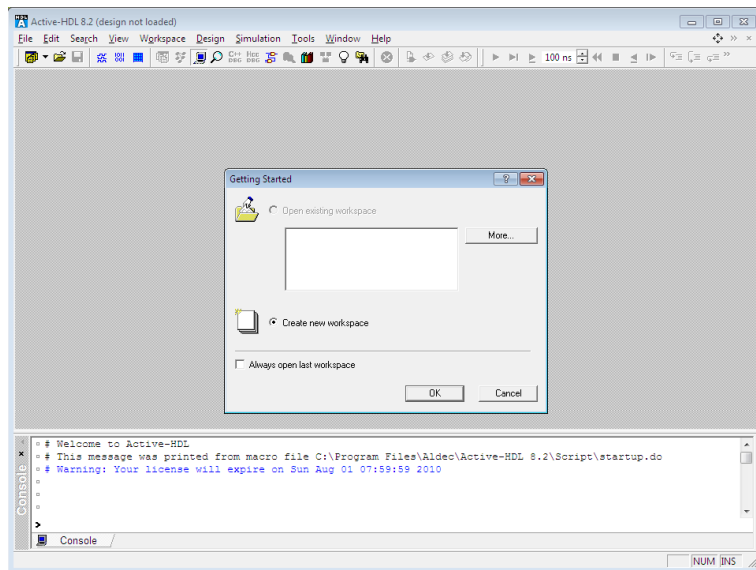 Active-HDL 8.2 (design not loaded)
File Edit Search View Workspace Design Simulation Tools Window Help
100 ns
Getting Started
Open existing workspace
More...
Create new workspace
Always open last workspace
OK Cancel
# Welcome to Active-HDL
# This message was printed from macro file C:\Program Files\Aldec\Active-HDL 8.2\Script\startup.do
# Warning: Your license will expire on Sun Aug 01 07:59:59 2010
>
Console
Console
NUM INS